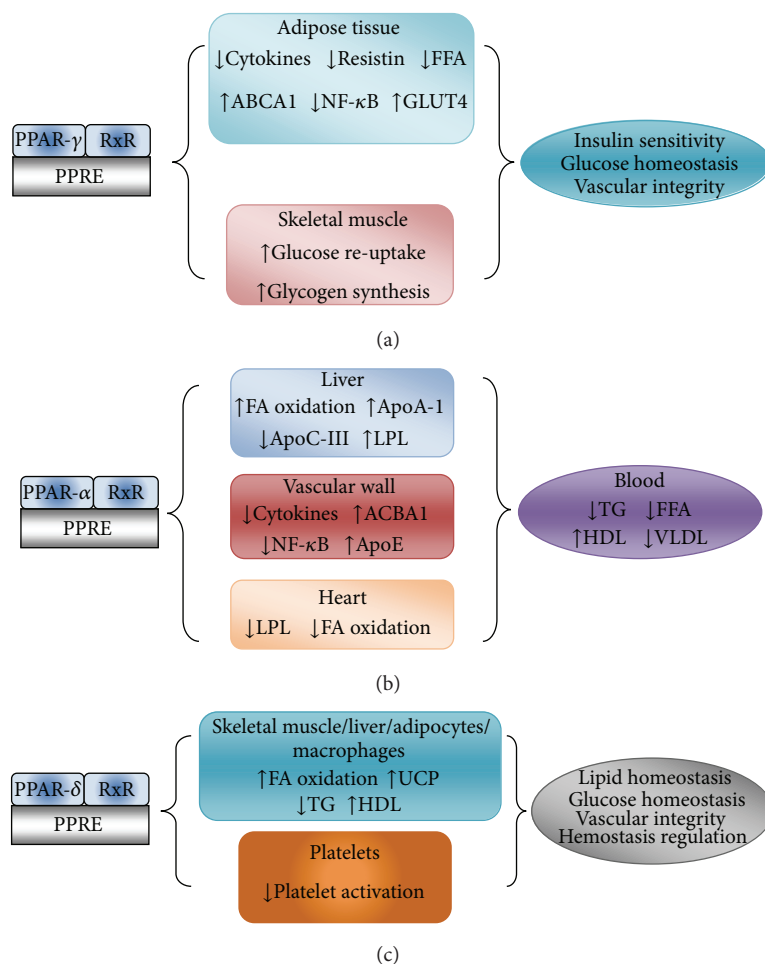 Adipose tissue
↓Cytokines ↓Resistin ↓FFA
↑ABCA1 ↓NF-κB ↑GLUT4
PPAR-γ RxR
PPRE
Insulin sensitivity
Glucose homeostasis
Vascular integrity
Skeletal muscle
↑Glucose re-uptake
↑Glycogen synthesis
(a)
Liver
↑FA oxidation ↑ApoA-1
↓ApoC-III ↑LPL
PPAR-α RxR
PPRE
Vascular wall
↓Cytokines ↑ACBA1
↓NF-κB ↑ApoE
Blood
↓TG ↓FFA
↑HDL ↓VLDL
Heart
↓LPL ↓FA oxidation
(b)
Skeletal muscle/liver/adipocytes/
macrophages
↑FA oxidation ↑UCP
↓TG ↑HDL
PPAR-δ RxR
PPRE
Lipid homeostasis
Glucose homeostasis
Vascular integrity
Hemostasis regulation
Platelets
↓Platelet activation
(c)